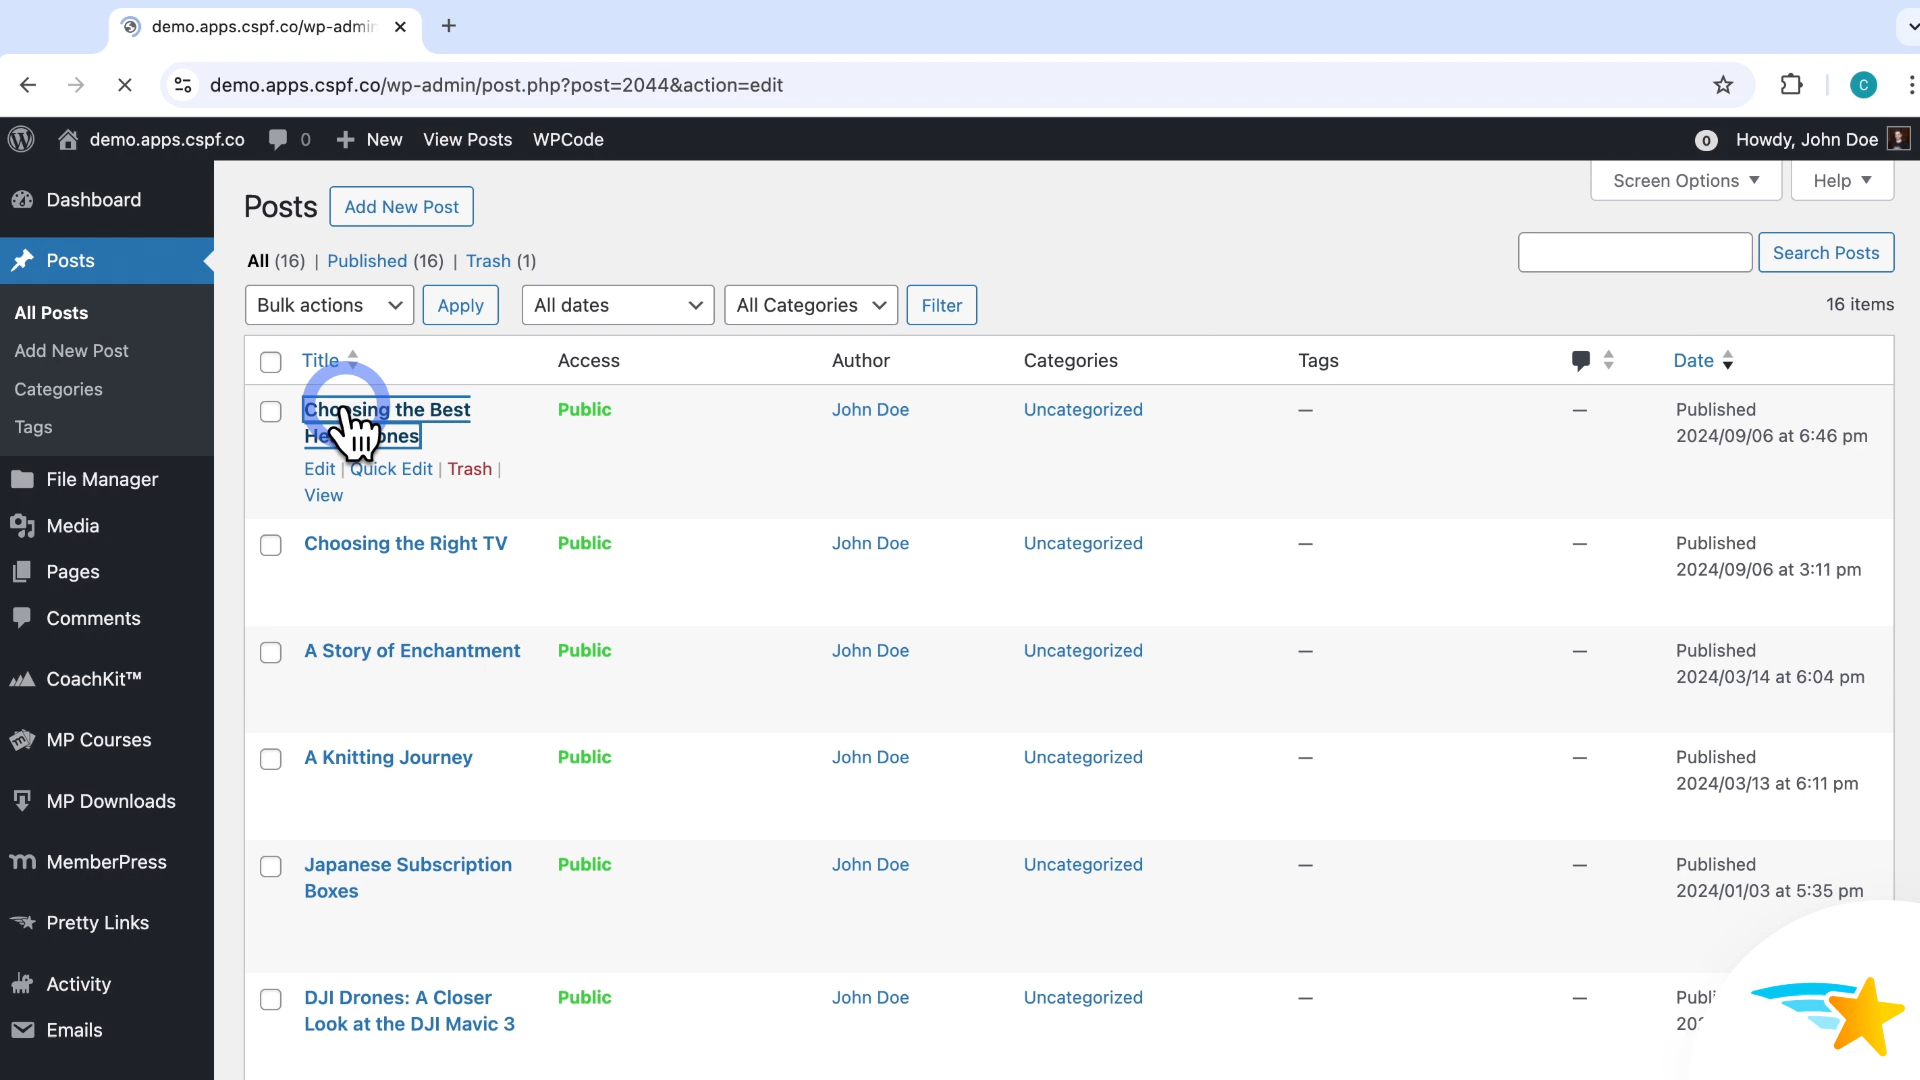 demo.apps.cspf.co/wp-admin
demo.apps.cspf.co/wp-admin/post.php?post=2044&action=edit
C
demo.apps.cspf.co
0
New
View Posts
WPCode
0
Howdy, John Doe
Dashboard
Posts
All Posts
Add New Post
Categories
Tags
File Manager
Media
Pages
Comments
CoachKit™
MP Courses
MP Downloads
MemberPress
Pretty Links
Activity
Emails
Screen Options
Help
Posts
Add New Post
All (16) | Published (16) | Trash (1)
Search Posts
Bulk actions
Apply
All dates
All Categories
Filter
16 items
Title
Access
Author
Categories
Tags
Date
Choosing the Best
Public
John Doe
Uncategorized
—
—
Published
2024/09/06 at 6:46 pm
Edit | Quick Edit | Trash |
View
Choosing the Right TV
Public
John Doe
Uncategorized
—
—
Published
2024/09/06 at 3:11 pm
A Story of Enchantment
Public
John Doe
Uncategorized
—
—
Published
2024/03/14 at 6:04 pm
A Knitting Journey
Public
John Doe
Uncategorized
—
—
Published
2024/03/13 at 6:11 pm
Japanese Subscription
Boxes
Public
John Doe
Uncategorized
—
—
Published
2024/01/03 at 5:35 pm
DJI Drones: A Closer
Look at the DJI Mavic 3
Public
John Doe
Uncategorized
—
—